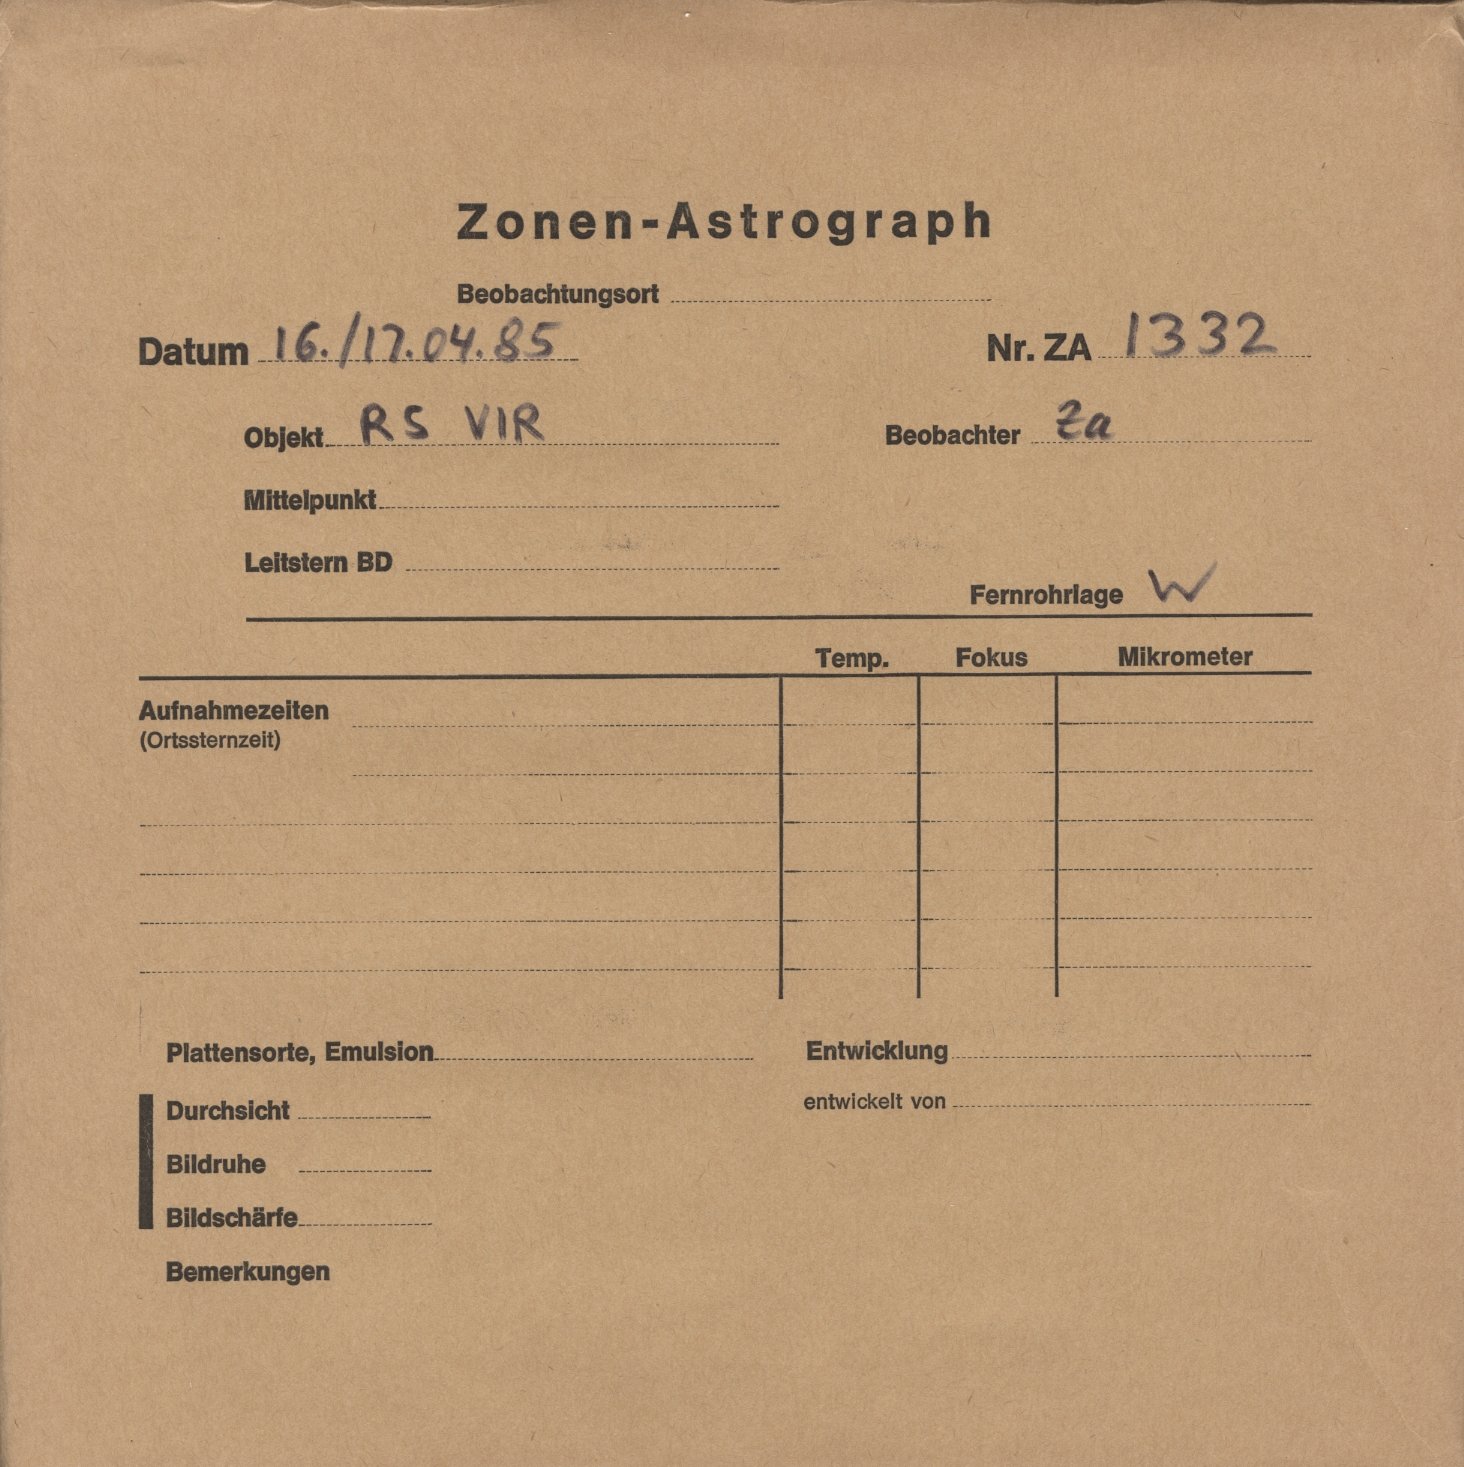 Zonen-Astrograph
Beobachtungsort
Datum 16./17.04.85 Nr. ZA 1332
Objekt RS VIR Beobachter Za
Mittelpunkt
Leitstern BD
Fernrohrlage W
Temp. Fokus Mikrometer
Aufnahmezeiten
(Ortssternzeit)
Plattensorte, Emulsion Entwicklung
Durchsicht entwickelt von
Bildruhe
Bildschärfe
Bemerkungen